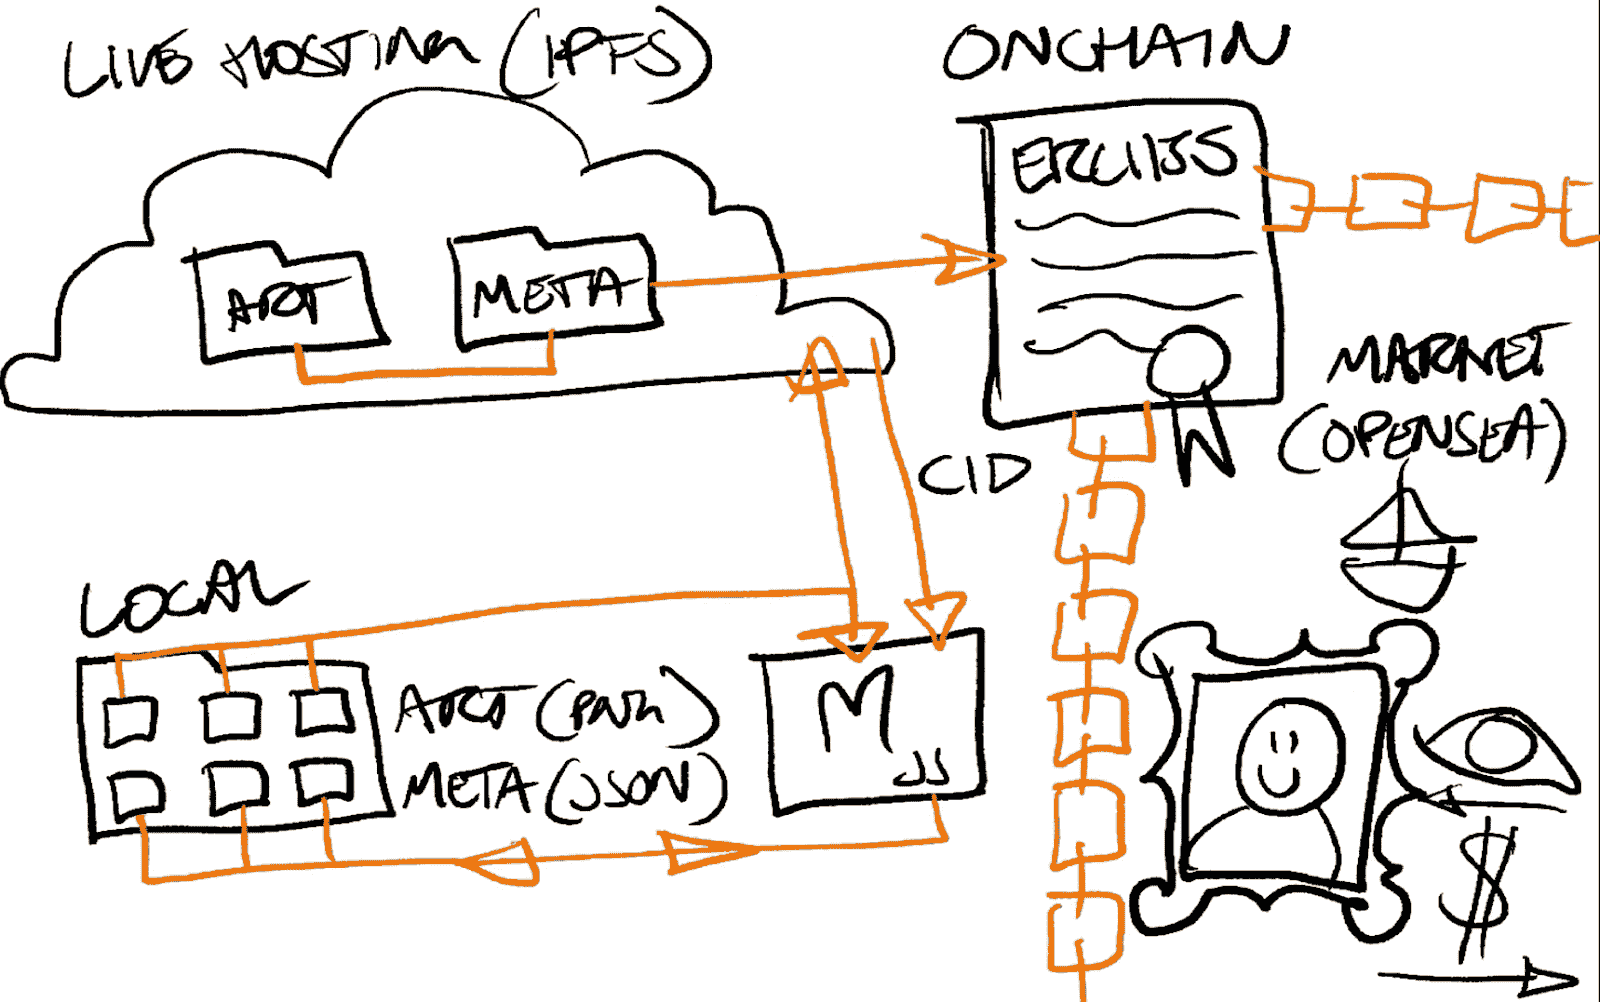 LIVE HOSTING (IPFS)
ONCHAIN
ERC1155
ART
META
MARKET
(OPENSEA)
CID
LOCAL
ART (PNG)
META (JSON)
M
JS
$